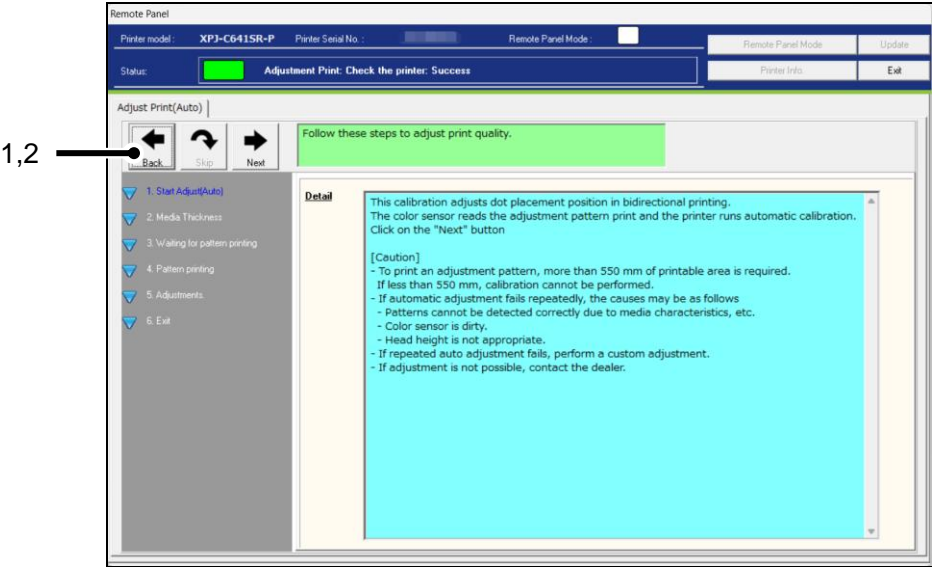 Remote Panel
Printer model : XPJ-C641SR-P Printer Serial No. : Remote Panel Mode :
Remote Panel Mode Update
Status: Adjustment Print: Check the printer: Success
Printer Info. Exit
Adjust Print(Auto)
Follow these steps to adjust print quality.
1,2
Back Skip Next
1. Start Adjust(Auto)
2. Media Thickness
3. Waiting for pattern printing
4. Pattern printing
5. Adjustments.
6. Exit
Detail
This calibration adjusts dot placement position in bidirectional printing.
The color sensor reads the adjustment pattern print and the printer runs automatic calibration.
Click on the "Next" button
[Caution]
- To print an adjustment pattern, more than 550 mm of printable area is required.
If less than 550 mm, calibration cannot be performed.
- If automatic adjustment fails repeatedly, the causes may be as follows
- Patterns cannot be detected correctly due to media characteristics, etc.
- Color sensor is dirty.
- Head height is not appropriate.
- If repeated auto adjustment fails, perform a custom adjustment.
- If adjustment is not possible, contact the dealer.